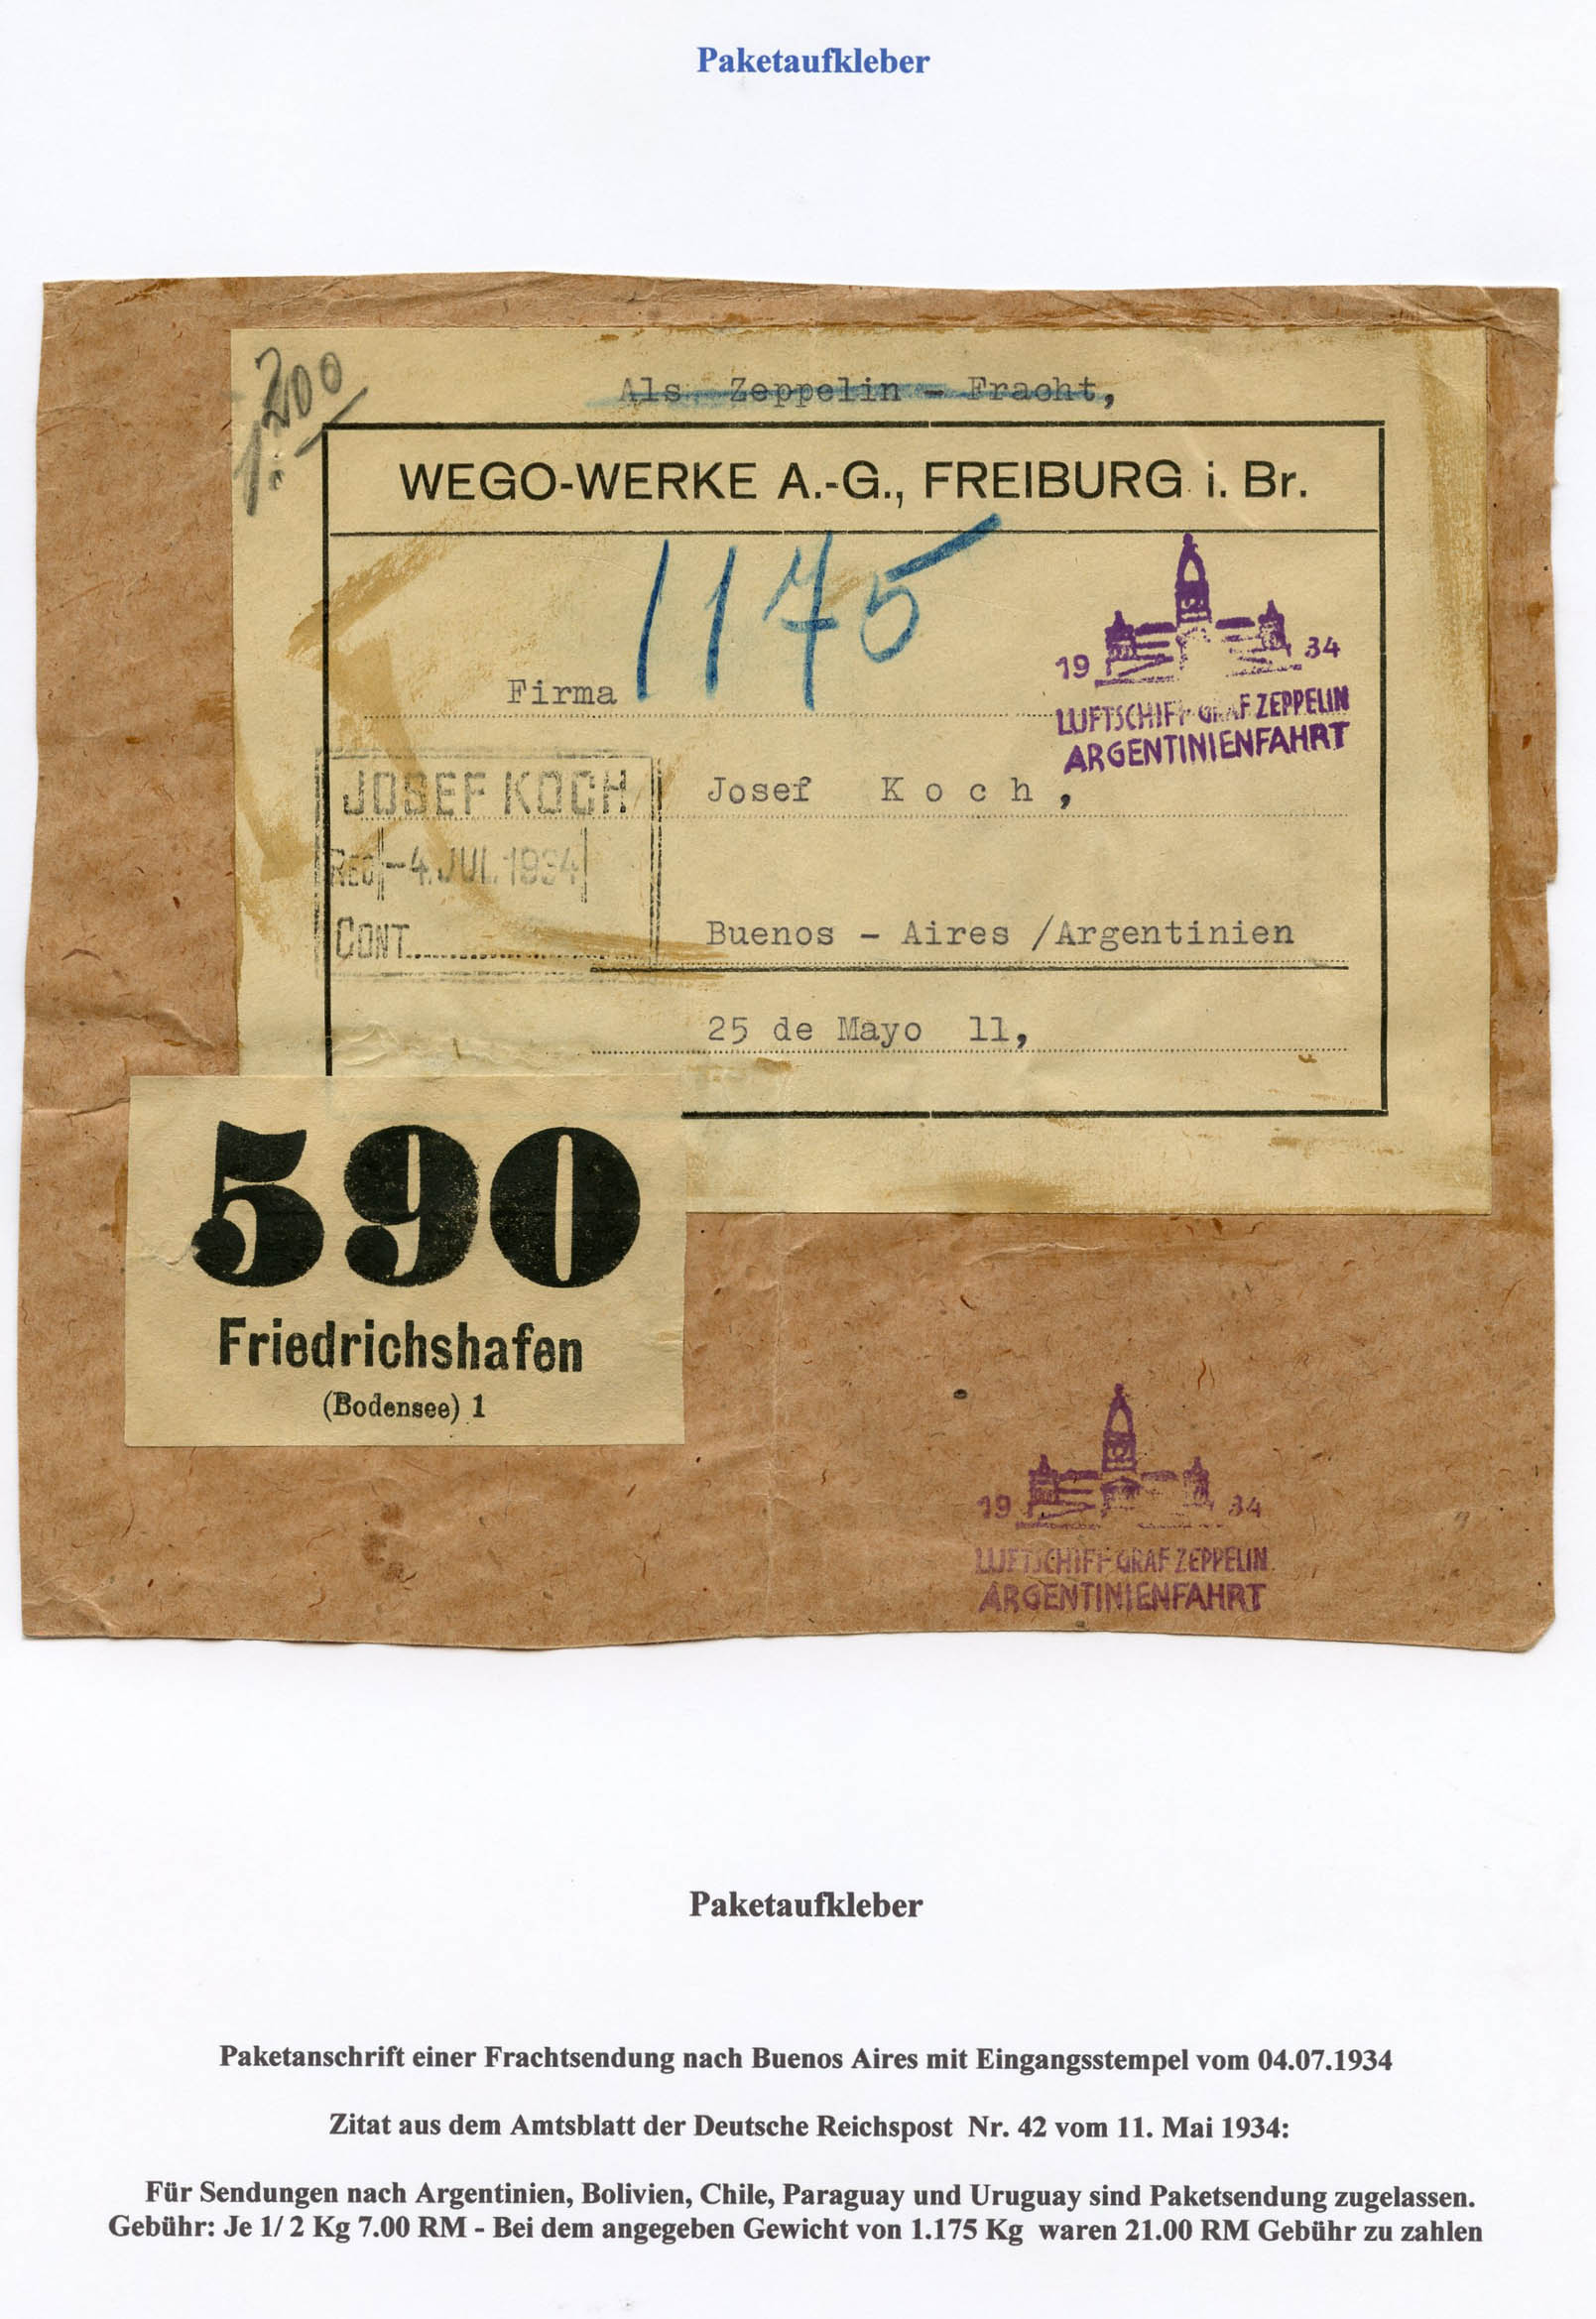 Paketaufkleber
1.200
Als Zeppelin - Fracht,
WEGO-WERKE A.-G., FREIBURG i. Br.
1175
19 34
LUFTSCHIFF GRAF ZEPPELIN
ARGENTINIENFAHRT
Firma
JOSEF KOCH
REC -4. JUL. 1934
CONT.
Josef Koch,
Buenos - Aires /Argentinien
25 de Mayo 11,
590
Friedrichshafen
(Bodensee) 1
19 34
LUFTSCHIFF GRAF ZEPPELIN
ARGENTINIENFAHRT
Paketaufkleber
Paketanschrift einer Frachtsendung nach Buenos Aires mit Eingangsstempel vom 04.07.1934
Zitat aus dem Amtsblatt der Deutsche Reichspost Nr. 42 vom 11. Mai 1934:
Für Sendungen nach Argentinien, Bolivien, Chile, Paraguay und Uruguay sind Paketsendung zugelassen.
Gebühr: Je 1/ 2 Kg 7.00 RM - Bei dem angegeben Gewicht von 1.175 Kg waren 21.00 RM Gebühr zu zahlen